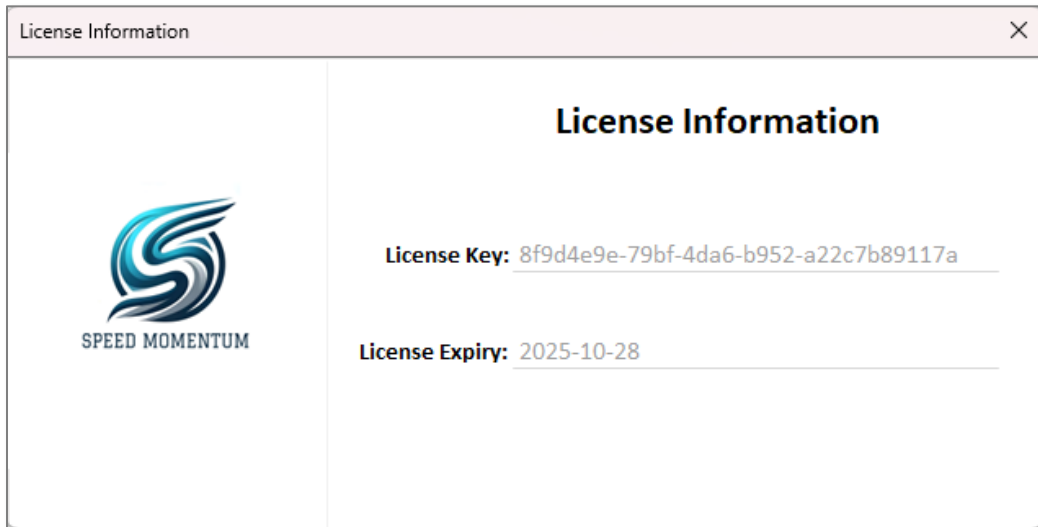 License Information
License Information
License Key: 8f9d4e9e-79bf-4da6-b952-a22c7b89117a
SPEED MOMENTUM
License Expiry: 2025-10-28